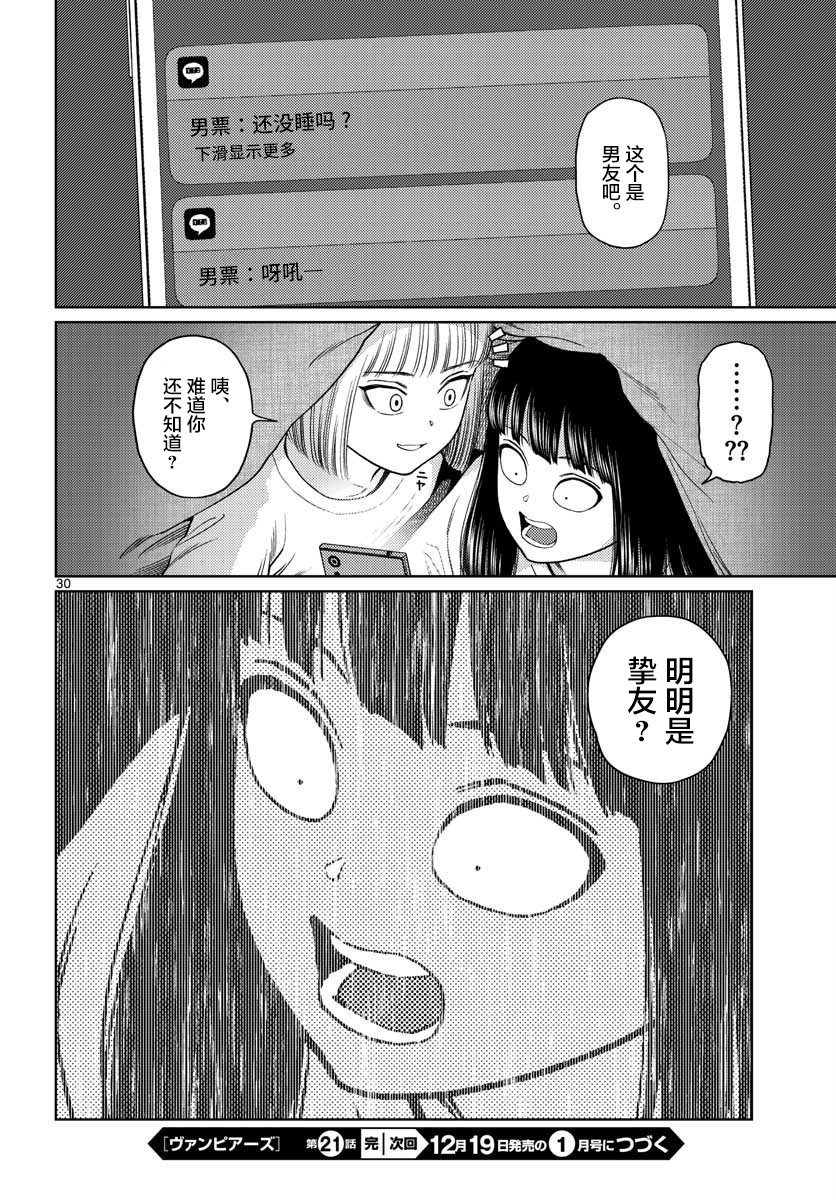 男票：还没睡吗？
下滑显示更多
男票：呀吼一
这个是
男友吧。
……？
??
咦、
难道你
还不知道？
ニヤ
30
明明是
挚友？
［ヴァンピアーズ］ 第21話 完 次回 12月19日発売の1月号につづく